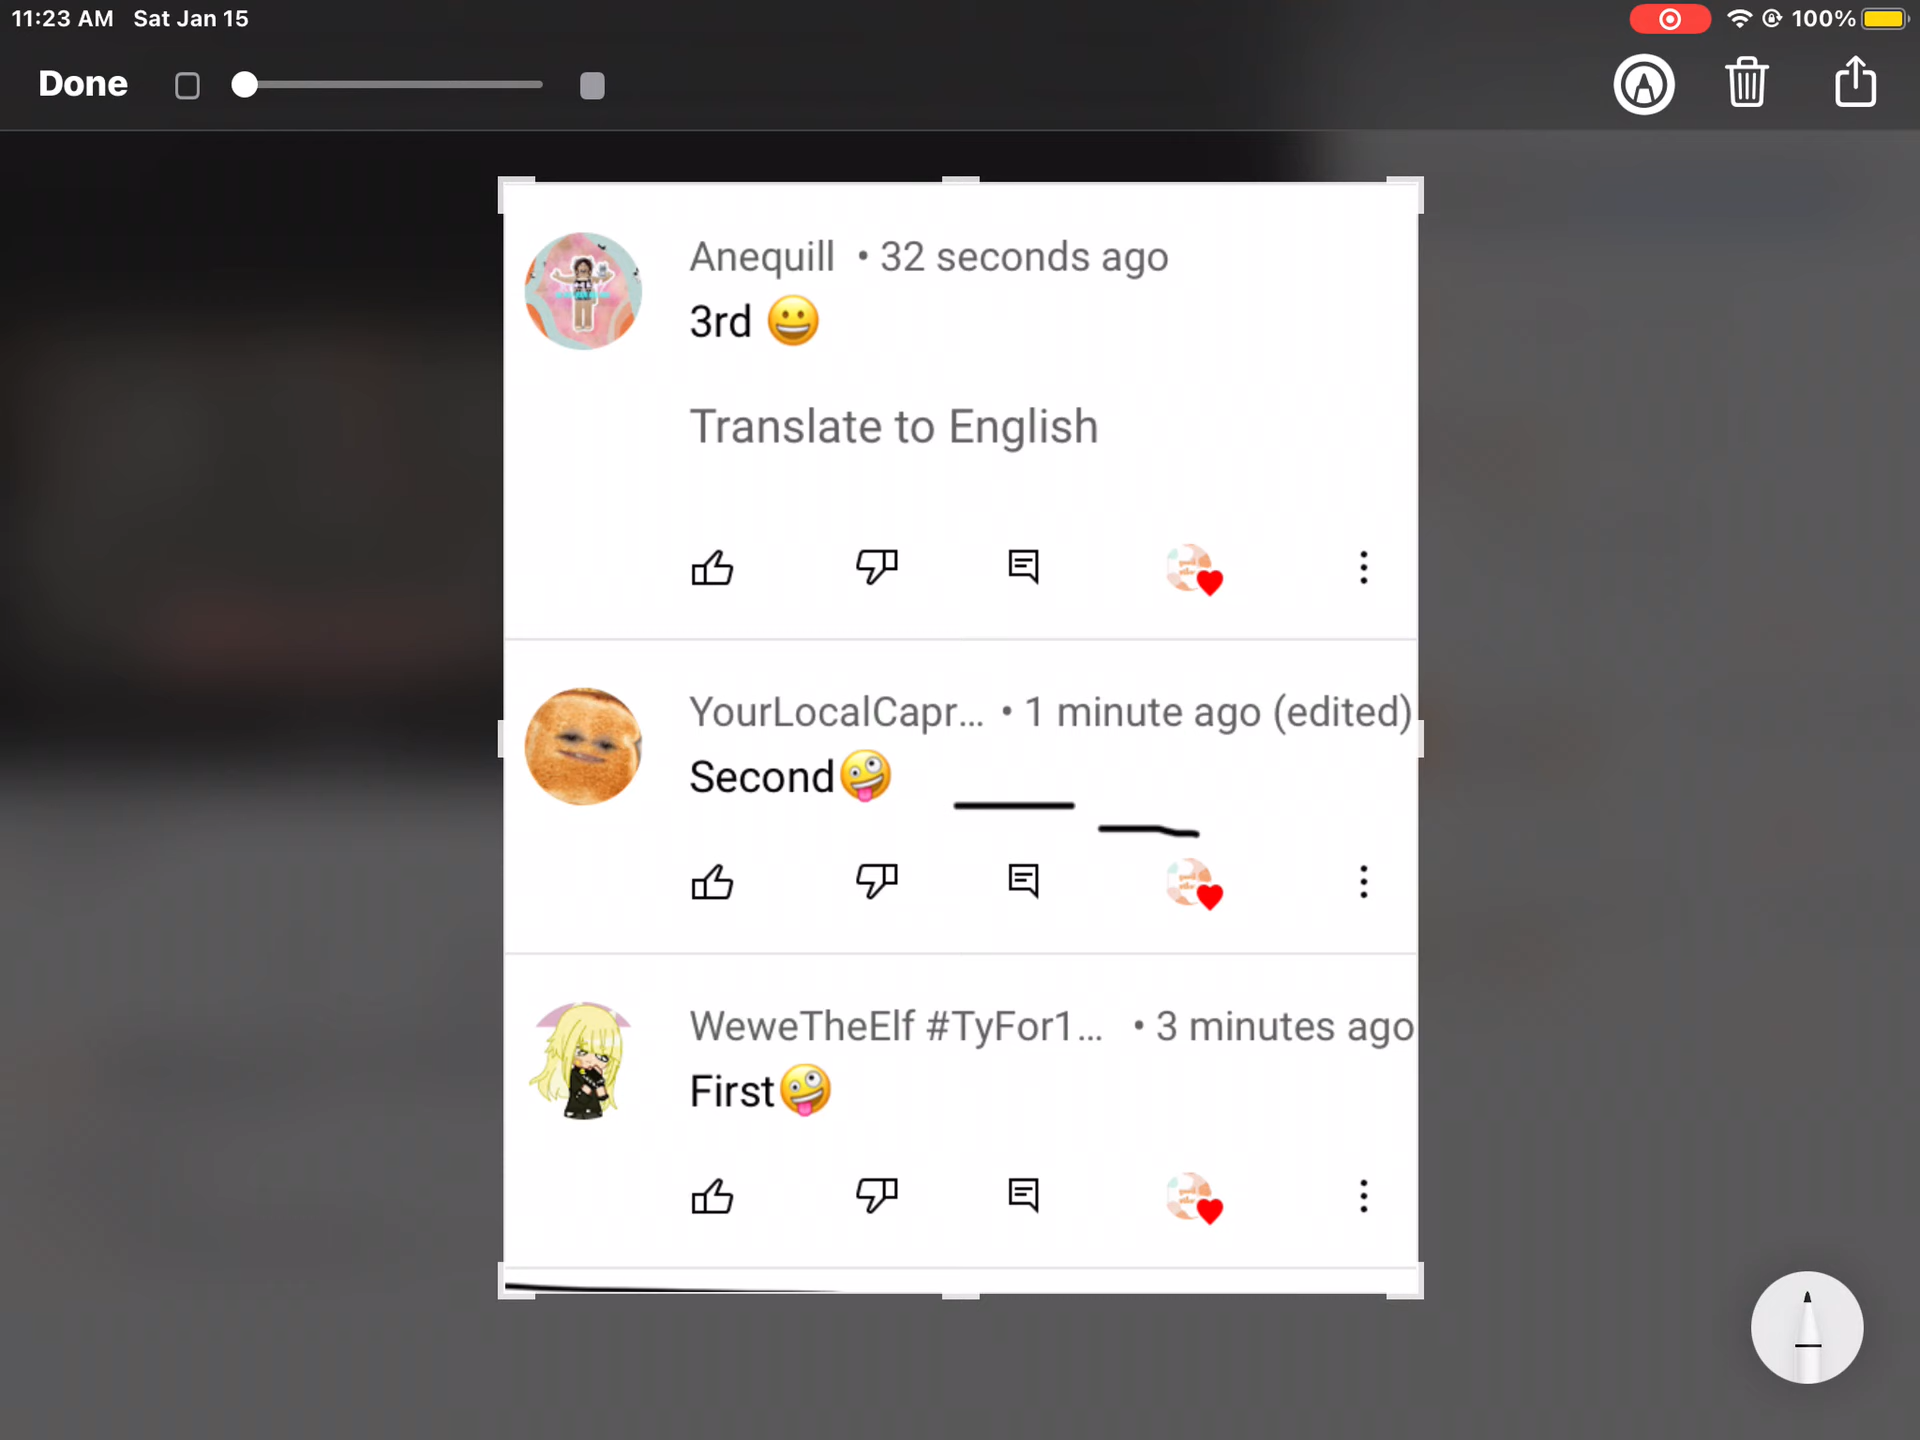 11:23 AM Sat Jan 15 100%
Done
Anequill • 32 seconds ago
3rd 😀
Translate to English
YourLocalCapr... • 1 minute ago (edited)
Second🤪
WeweTheElf #TyFor1... • 3 minutes ago
First🤪